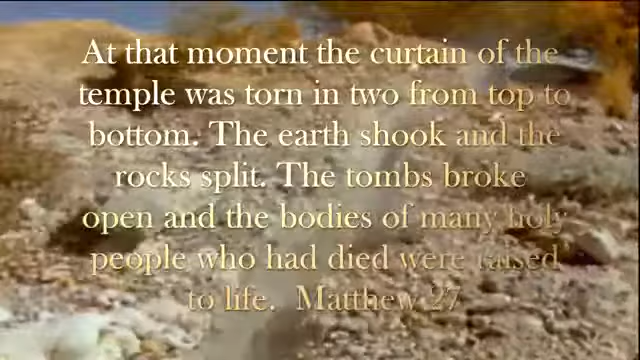 At that moment the curtain of the
temple was torn in two from top to
bottom. The earth shook and the
rocks split. The tombs broke
open and the bodies of many holy
people who had died were raised
to life. Matthew 27